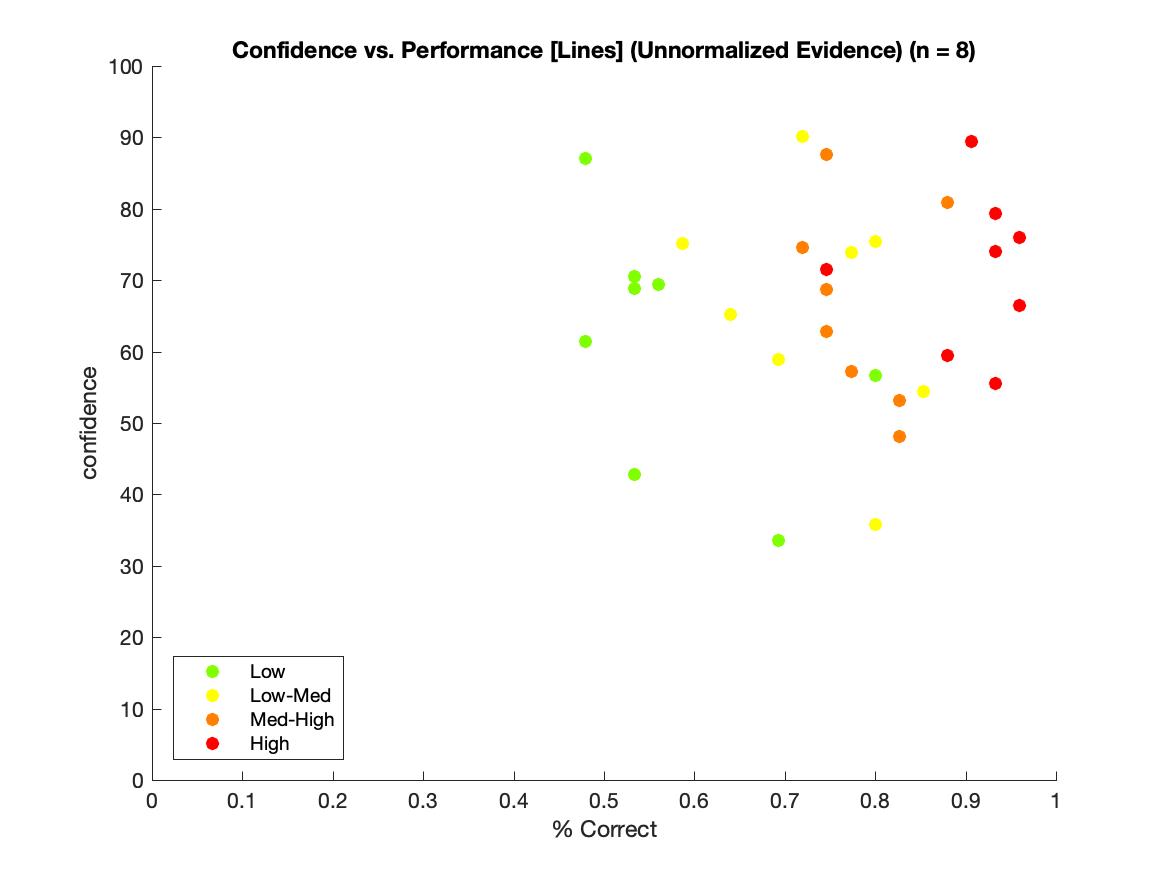 Confidence vs. Performance [Lines] (Unnormalized Evidence) (n = 8)
100
90
80
70
60
50
40
30
20
10
0
confidence
Low
Low-Med
Med-High
High
0 0.1 0.2 0.3 0.4 0.5 0.6 0.7 0.8 0.9 1
% Correct